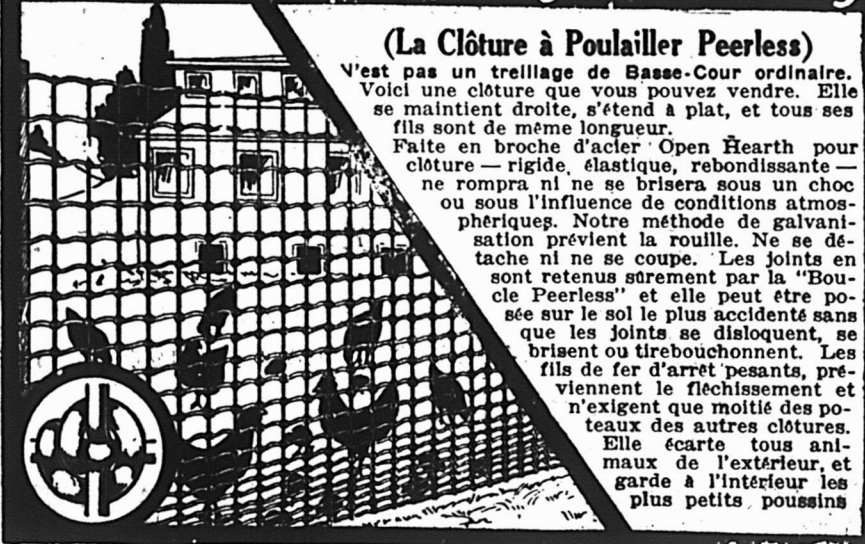 (La Clôture à Poulailler Peerless)
N'est pas un treillage de Basse-Cour ordinaire.
Voici une clôture que vous pouvez vendre. Elle
se maintient droite, s'étend à plat, et tous ses
fils sont de même longueur.
Faite en broche d'acier Open Hearth pour
clôture — rigide, élastique, rebondissante —
ne rompra ni ne se brisera sous un choc
ou sous l'influence de conditions atmos-
phériques. Notre méthode de galvani-
sation prévient la rouille. Ne se dé-
tache ni ne se coupe. Les joints en
sont retenus sûrement par la "Bou-
cle Peerless" et elle peut être po-
sée sur le sol le plus accidenté sans
que les joints se disloquent, se
brisent ou tirebouchonnent. Les
fils de fer d'arrêt pesants, pré-
viennent le fléchissement et
n'exigent que moitié des po-
teaux des autres clôtures.
Elle écarte tous ani-
maux de l'extérieur, et
garde à l'intérieur les
plus petits poussins